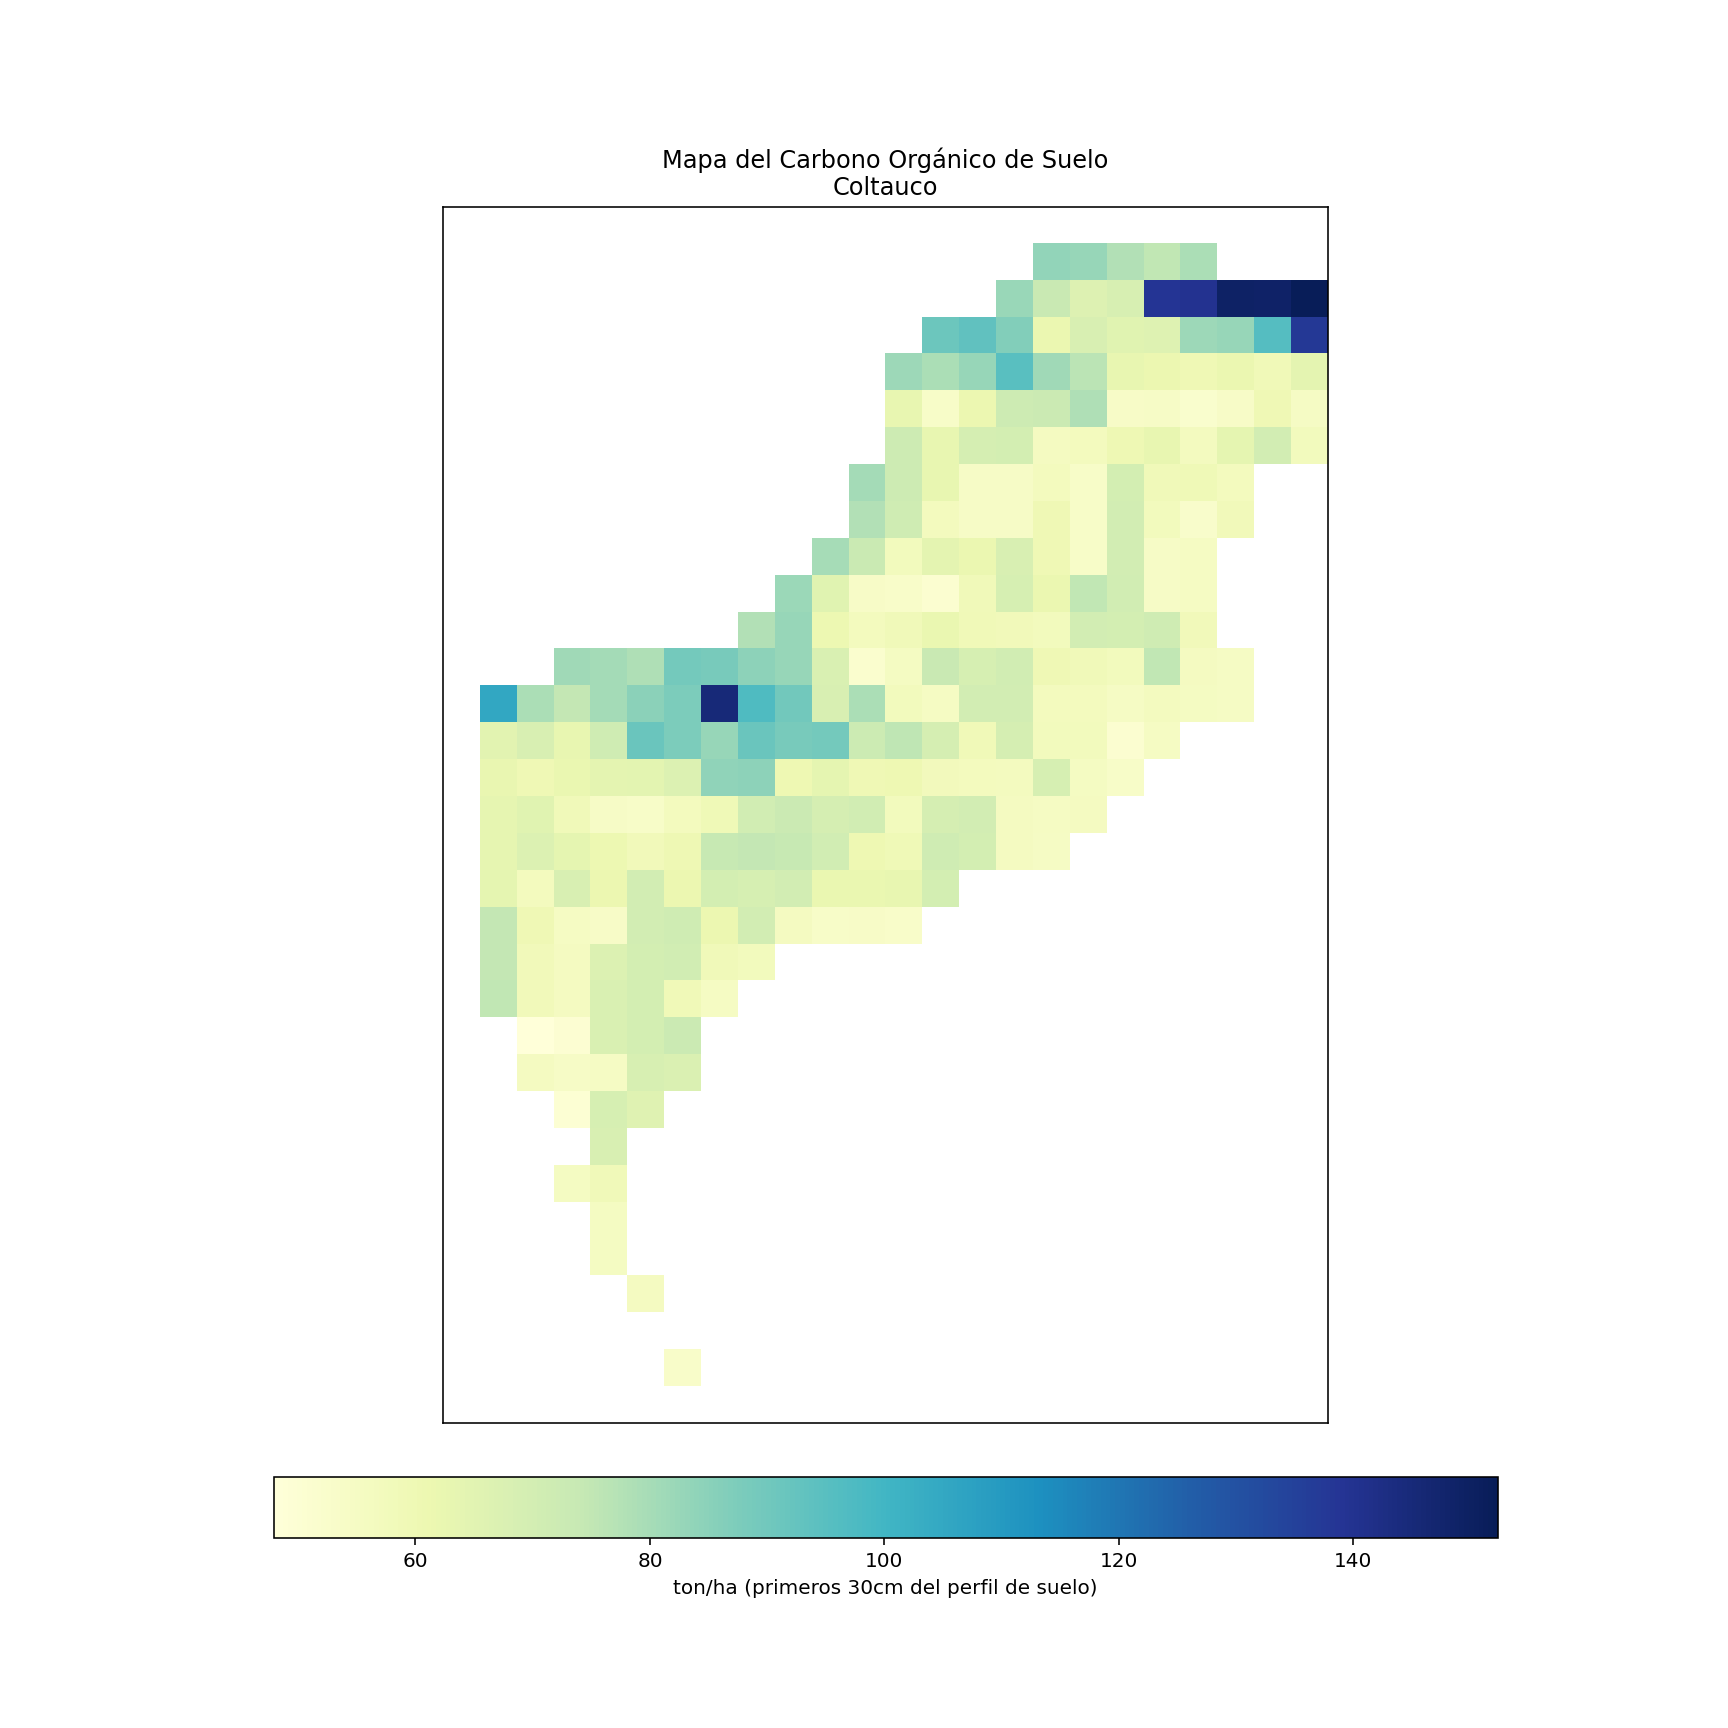 Mapa del Carbono Orgánico de Suelo
Coltauco
60 80 100 120 140
ton/ha (primeros 30cm del perfil de suelo)